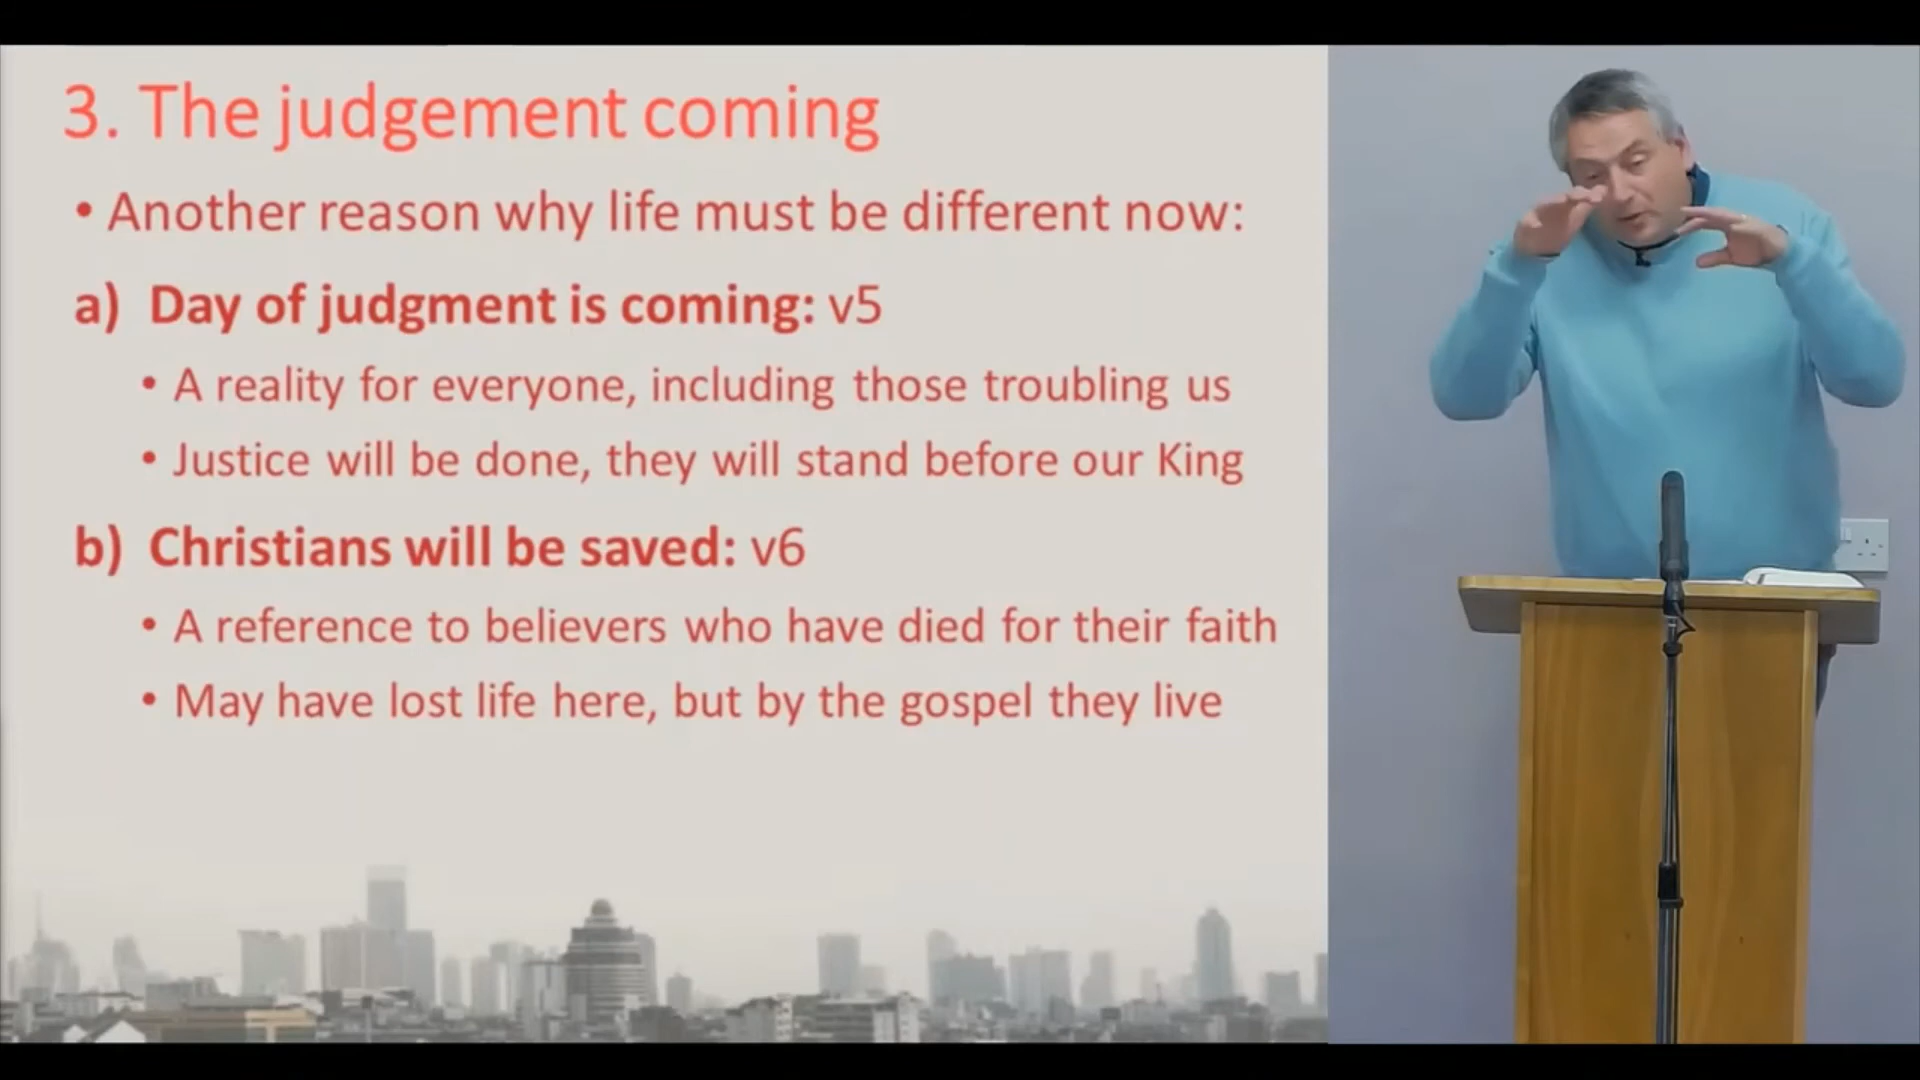 3. The judgement coming
• Another reason why life must be different now:
a) Day of judgment is coming: v5
• A reality for everyone, including those troubling us
• Justice will be done, they will stand before our King
b) Christians will be saved: v6
• A reference to believers who have died for their faith
• May have lost life here, but by the gospel they live